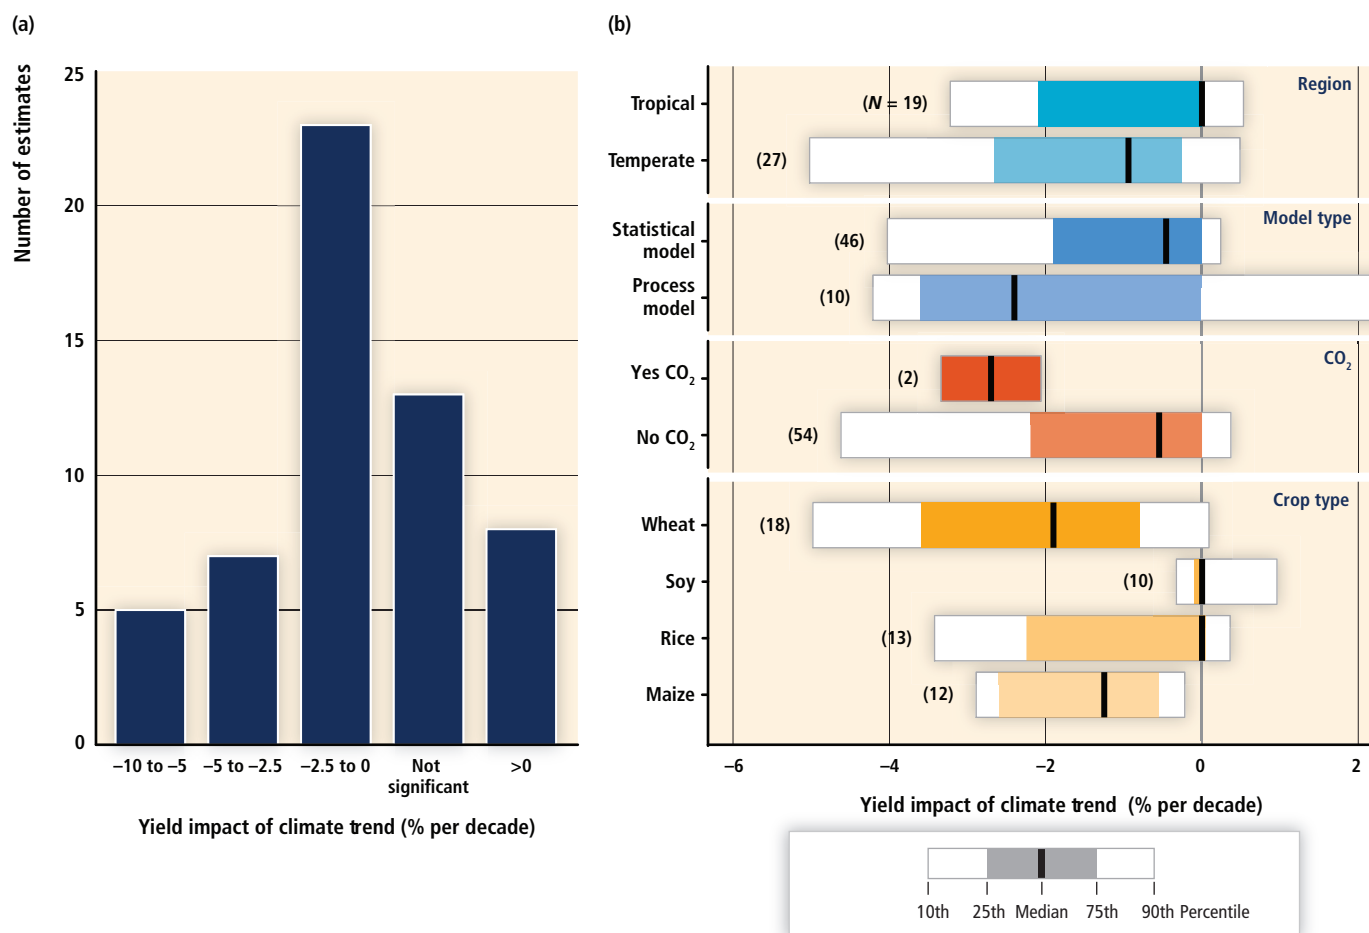 (a)
Number of estimates
25
20
15
10
5
0
–10 to –5
–5 to –2.5
–2.5 to 0
Not
significant
>0
Yield impact of climate trend (% per decade)
(b)
Region
Tropical
(N = 19)
Temperate
(27)
Model type
Statistical
model
(46)
Process
model
(10)
CO₂
Yes CO₂
(2)
No CO₂
(54)
Crop type
Wheat
(18)
Soy
(10)
Rice
(13)
Maize
(12)
–6
–4
–2
0
2
Yield impact of climate trend (% per decade)
10th
25th
Median
75th
90th Percentile